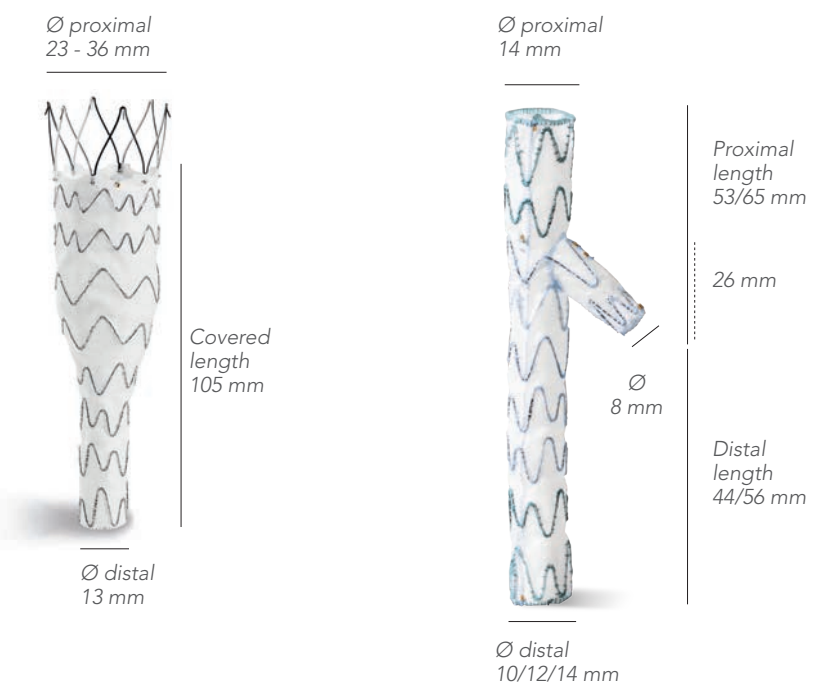 Ø proximal
23 - 36 mm
Covered
length
105 mm
Ø distal
13 mm
Ø proximal
14 mm
Proximal
length
53/65 mm
26 mm
Ø
8 mm
Distal
length
44/56 mm
Ø distal
10/12/14 mm